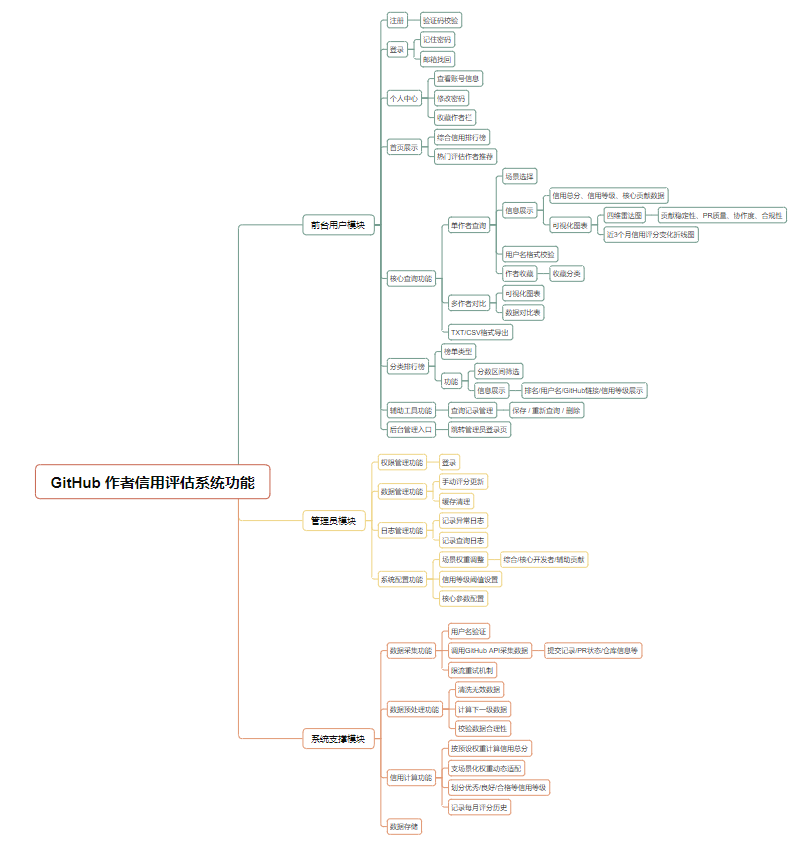 GitHub 作者信用评估系统功能
前台用户模块
注册
验证码校验
登录
记住密码
邮箱找回
个人中心
查看账号信息
修改密码
收藏作者栏
首页展示
综合信用排行榜
热门评估作者推荐
核心查询功能
单作者查询
场景选择
信息展示
信用总分、信用等级、核心贡献数据
可视化图表
四维雷达图
贡献稳定性、PR质量、协作度、合规性
近3个月信用评分变化折线图
用户名格式校验
作者收藏
收藏分类
多作者对比
可视化图表
数据对比表
TXT/CSV格式导出
分类排行榜
榜单类型
功能
分数区间筛选
信息展示
排名/用户名/GitHub链接/信用等级展示
辅助工具功能
查询记录管理
保存 / 重新查询 / 删除
后台管理入口
跳转管理员登录页
管理员模块
权限管理功能
登录
数据管理功能
手动评分更新
缓存清理
日志管理功能
记录异常日志
记录查询日志
系统配置功能
场景权重调整
综合/核心开发者/辅助贡献
信用等级阈值设置
核心参数配置
系统支撑模块
数据采集功能
用户名验证
调用GitHub API采集数据
提交记录/PR状态/仓库信息等
限流重试机制
数据预处理功能
清洗无效数据
计算下一级数据
校验数据合理性
信用计算功能
按预设权重计算信用总分
支场景化权重动态适配
划分优秀/良好/合格等信用等级
记录每月评分历史
数据存储